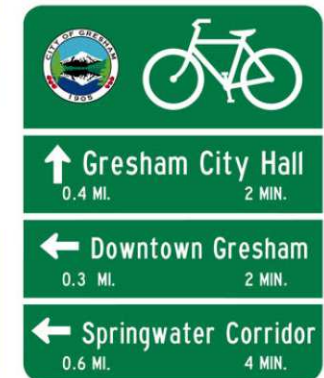 CITY OF GRESHAM
1905
Gresham City Hall
0.4 MI. 2 MIN.
Downtown Gresham
0.3 MI. 2 MIN.
Springwater Corridor
0.6 MI. 4 MIN.